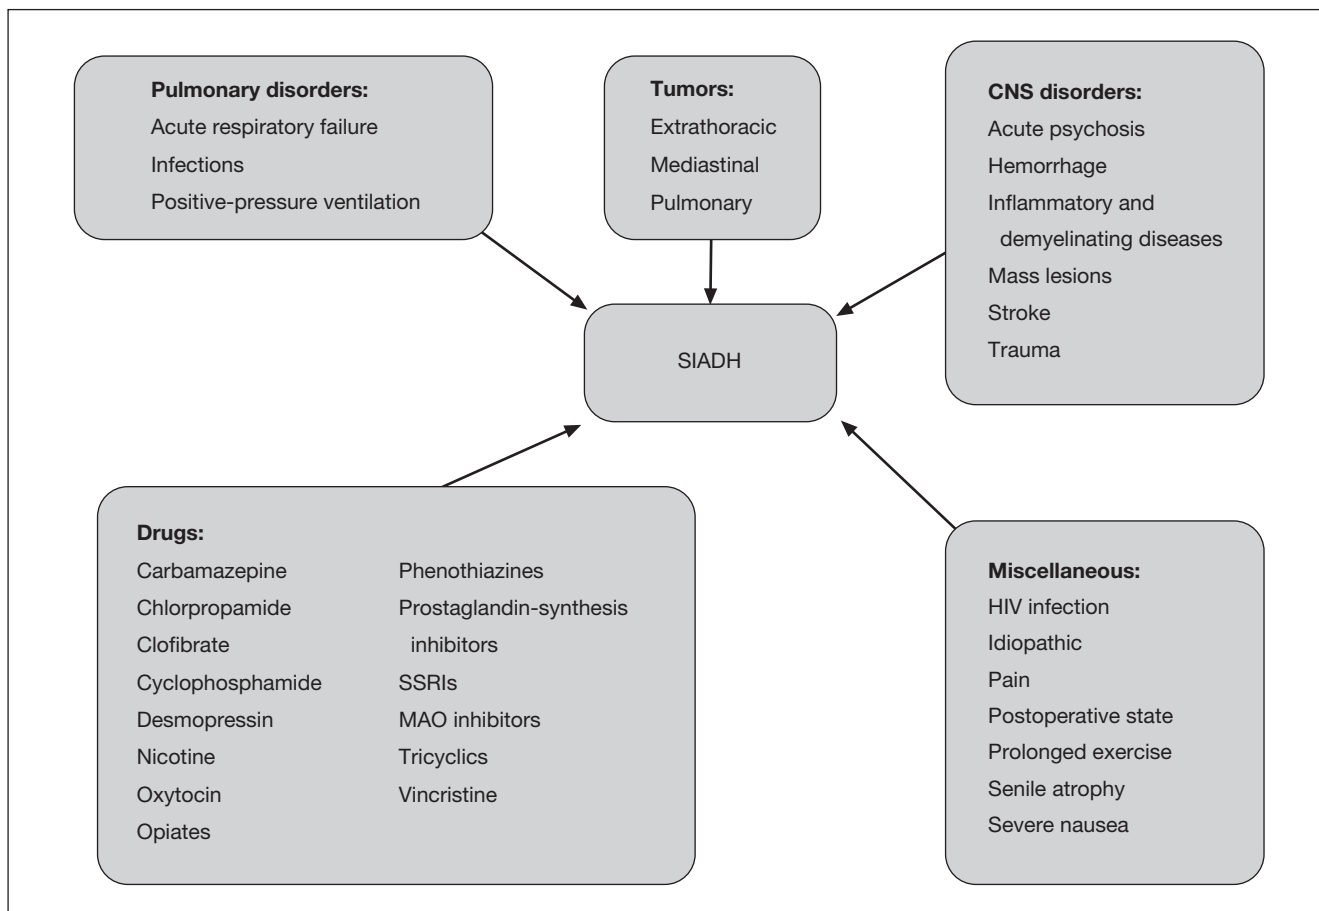 Pulmonary disorders:
Acute respiratory failure
Infections
Positive-pressure ventilation
Tumors:
Extrathoracic
Mediastinal
Pulmonary
CNS disorders:
Acute psychosis
Hemorrhage
Inflammatory and
demyelinating diseases
Mass lesions
Stroke
Trauma
SIADH
Drugs:
Carbamazepine
Chlorpropamide
Clofibrate
Cyclophosphamide
Desmopressin
Nicotine
Oxytocin
Opiates
Phenothiazines
Prostaglandin-synthesis
inhibitors
SSRIs
MAO inhibitors
Tricyclics
Vincristine
Miscellaneous:
HIV infection
Idiopathic
Pain
Postoperative state
Prolonged exercise
Senile atrophy
Severe nausea